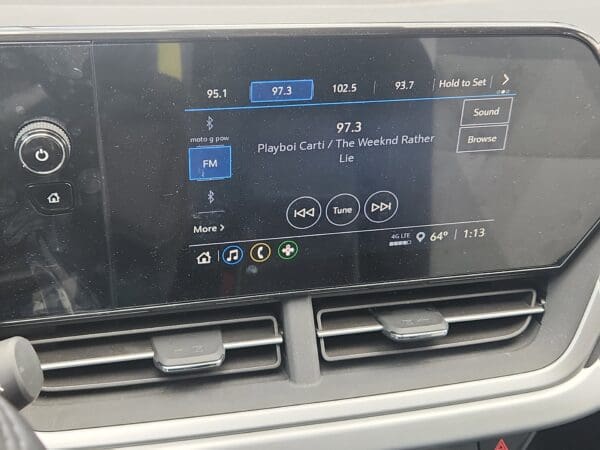 95.1 97.3 102.5 93.7 Hold to Set
Sound
97.3
moto g pow
Playboi Carti / The Weeknd Rather
Lie
Browse
FM
Tune
More
4G LTE 64° 1:13